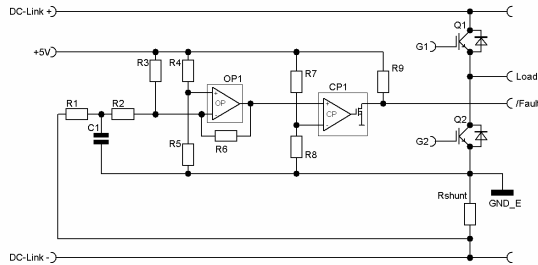 DC-Link +
Q1
G1
+5V
R3
R4
OP1
R7
CP1
R9
Load
+
OP
-
+
CP
-
/Fault
R1
R2
C1
R6
R5
R8
Q2
G2
Rshunt
GND_E
DC-Link -